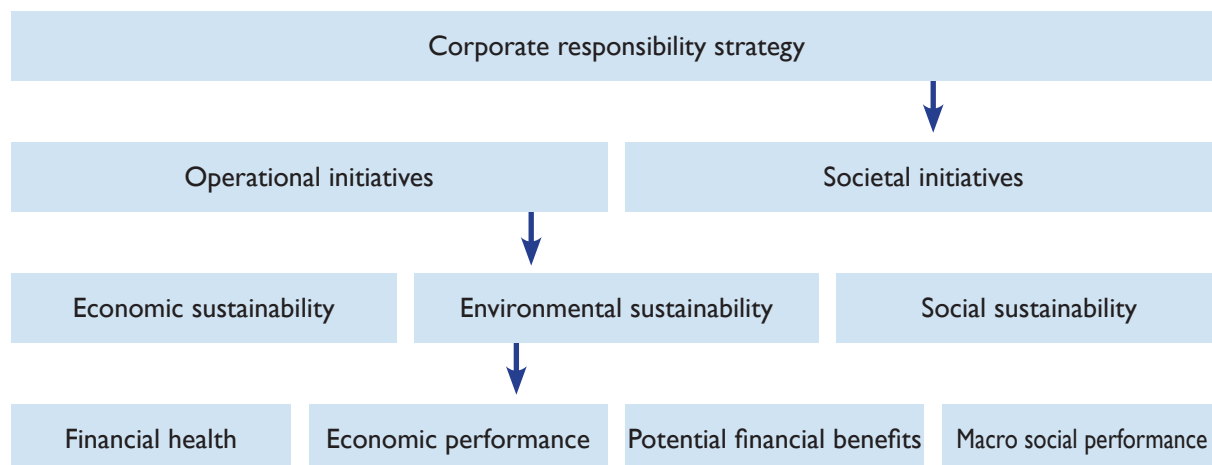 Corporate responsibility strategy
Operational initiatives
Societal initiatives
Economic sustainability
Environmental sustainability
Social sustainability
Financial health
Economic performance
Potential financial benefits
Macro social performance